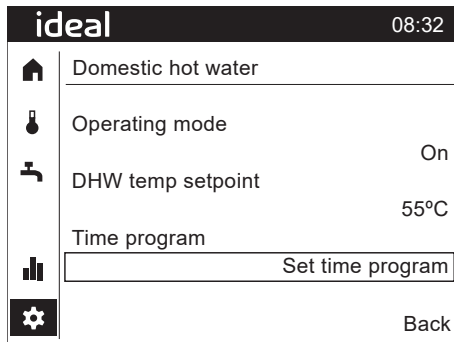 ideal 08:32
Domestic hot water
Operating mode
On
DHW temp setpoint
55ºC
Time program
Set time program
Back